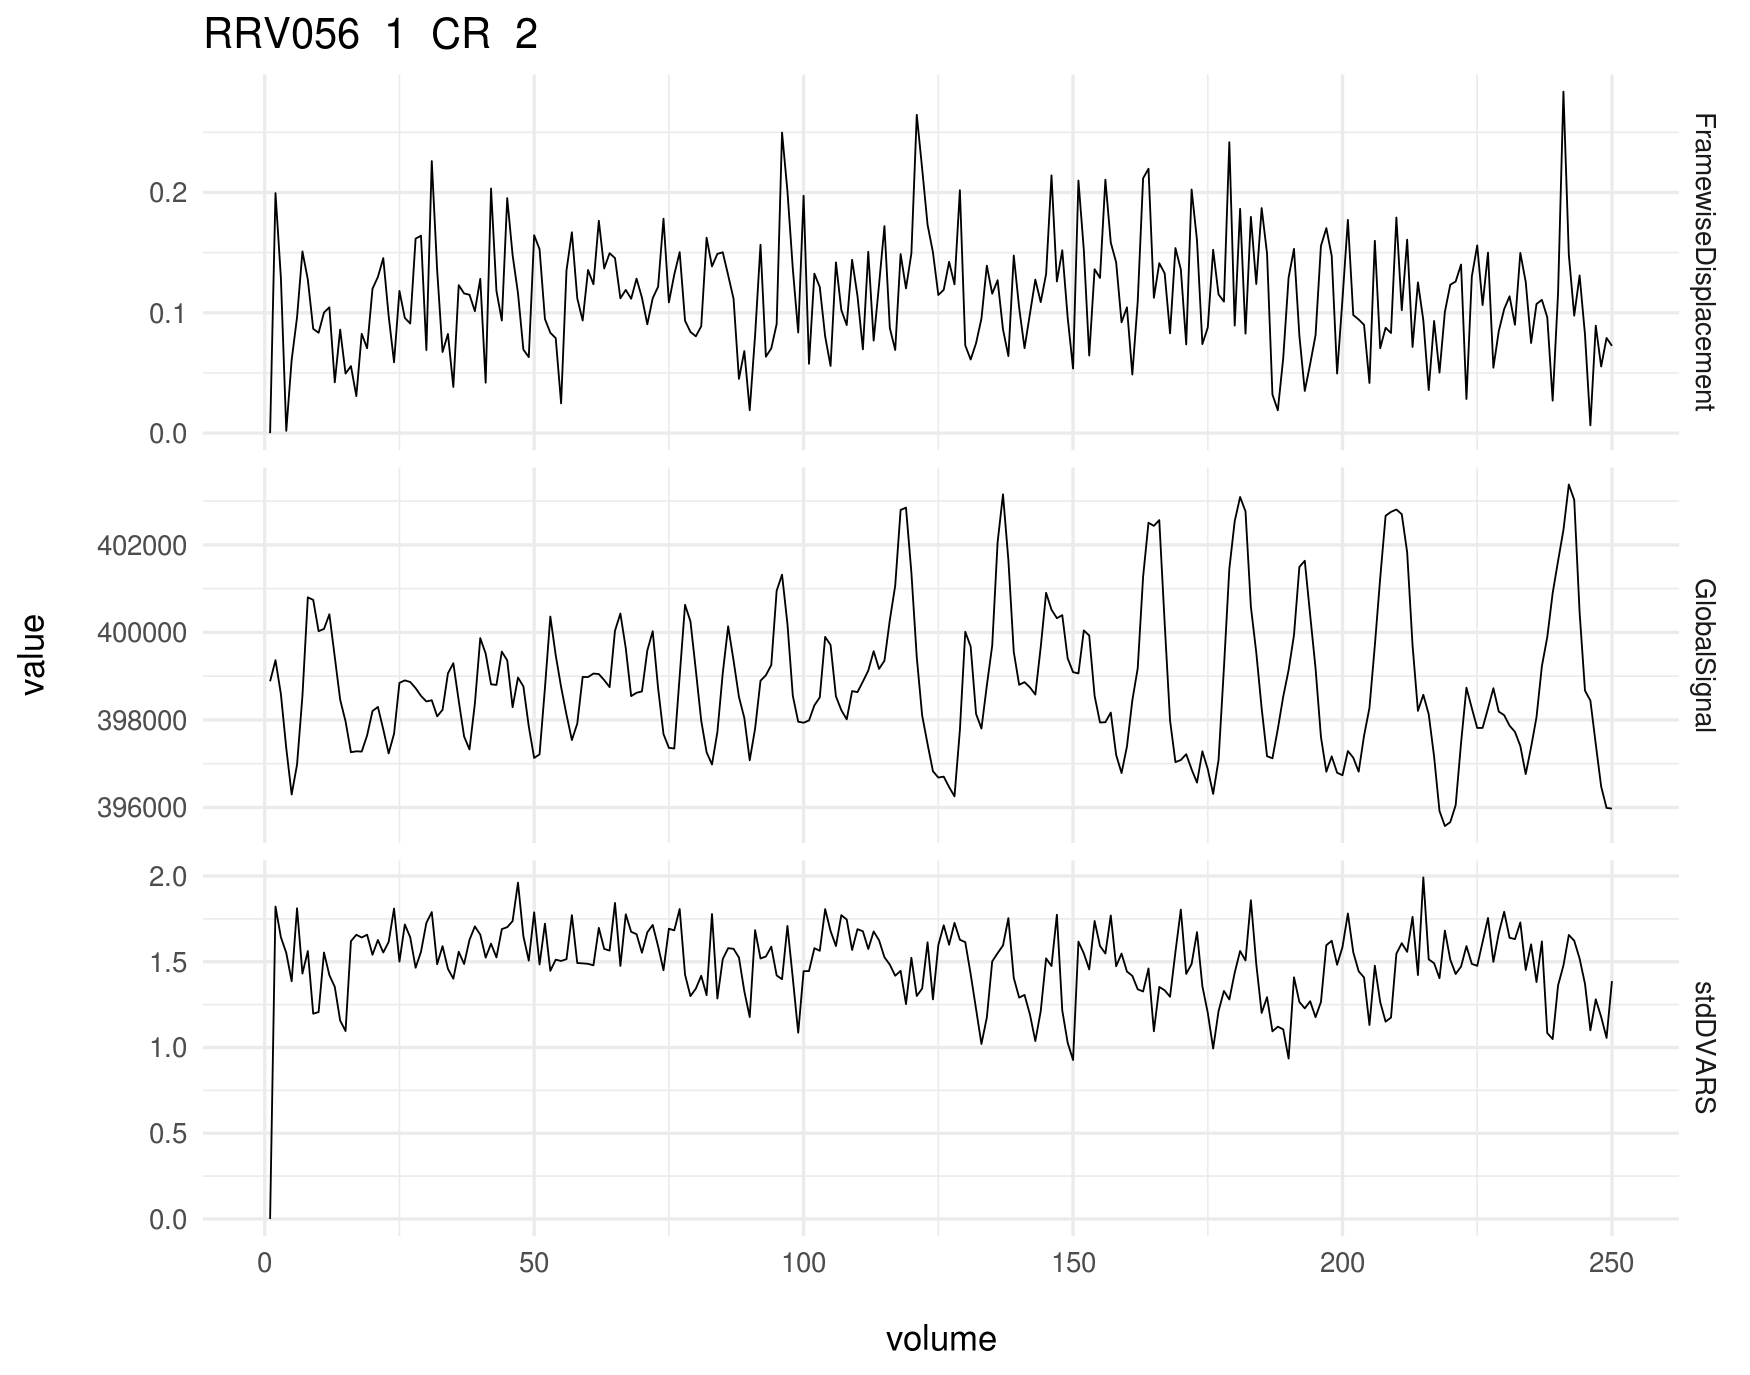 RRV056 1 CR 2
0.2
0.1
0.0
FramewiseDisplacement
402000
400000
398000
396000
GlobalSignal
value
2.0
1.5
1.0
0.5
0.0
stdDVARS
0 50 100 150 200 250
volume